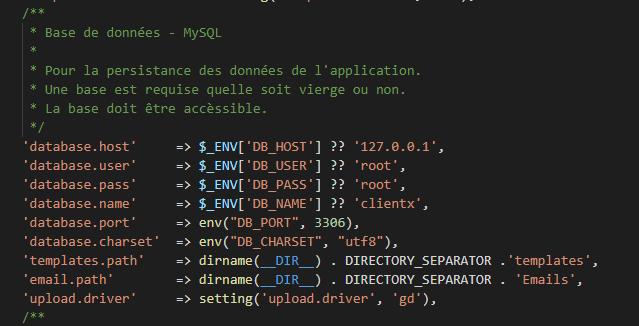 /**
* Base de données - MySQL
*
* Pour la persistance des données de l'application.
* Une base est requise quelle soit vierge ou non.
* La base doit être accèssible.
*/
'database.host' => $_ENV['DB_HOST'] ?? '127.0.0.1',
'database.user' => $_ENV['DB_USER'] ?? 'root',
'database.pass' => $_ENV['DB_PASS'] ?? 'root',
'database.name' => $_ENV['DB_NAME'] ?? 'clientx',
'database.port' => env("DB_PORT", 3306),
'database.charset' => env("DB_CHARSET", "utf8"),
'templates.path' => dirname(__DIR__) . DIRECTORY_SEPARATOR .'templates',
'email.path' => dirname(__DIR__) . DIRECTORY_SEPARATOR . 'Emails',
'upload.driver' => setting('upload.driver', 'gd'),
/**